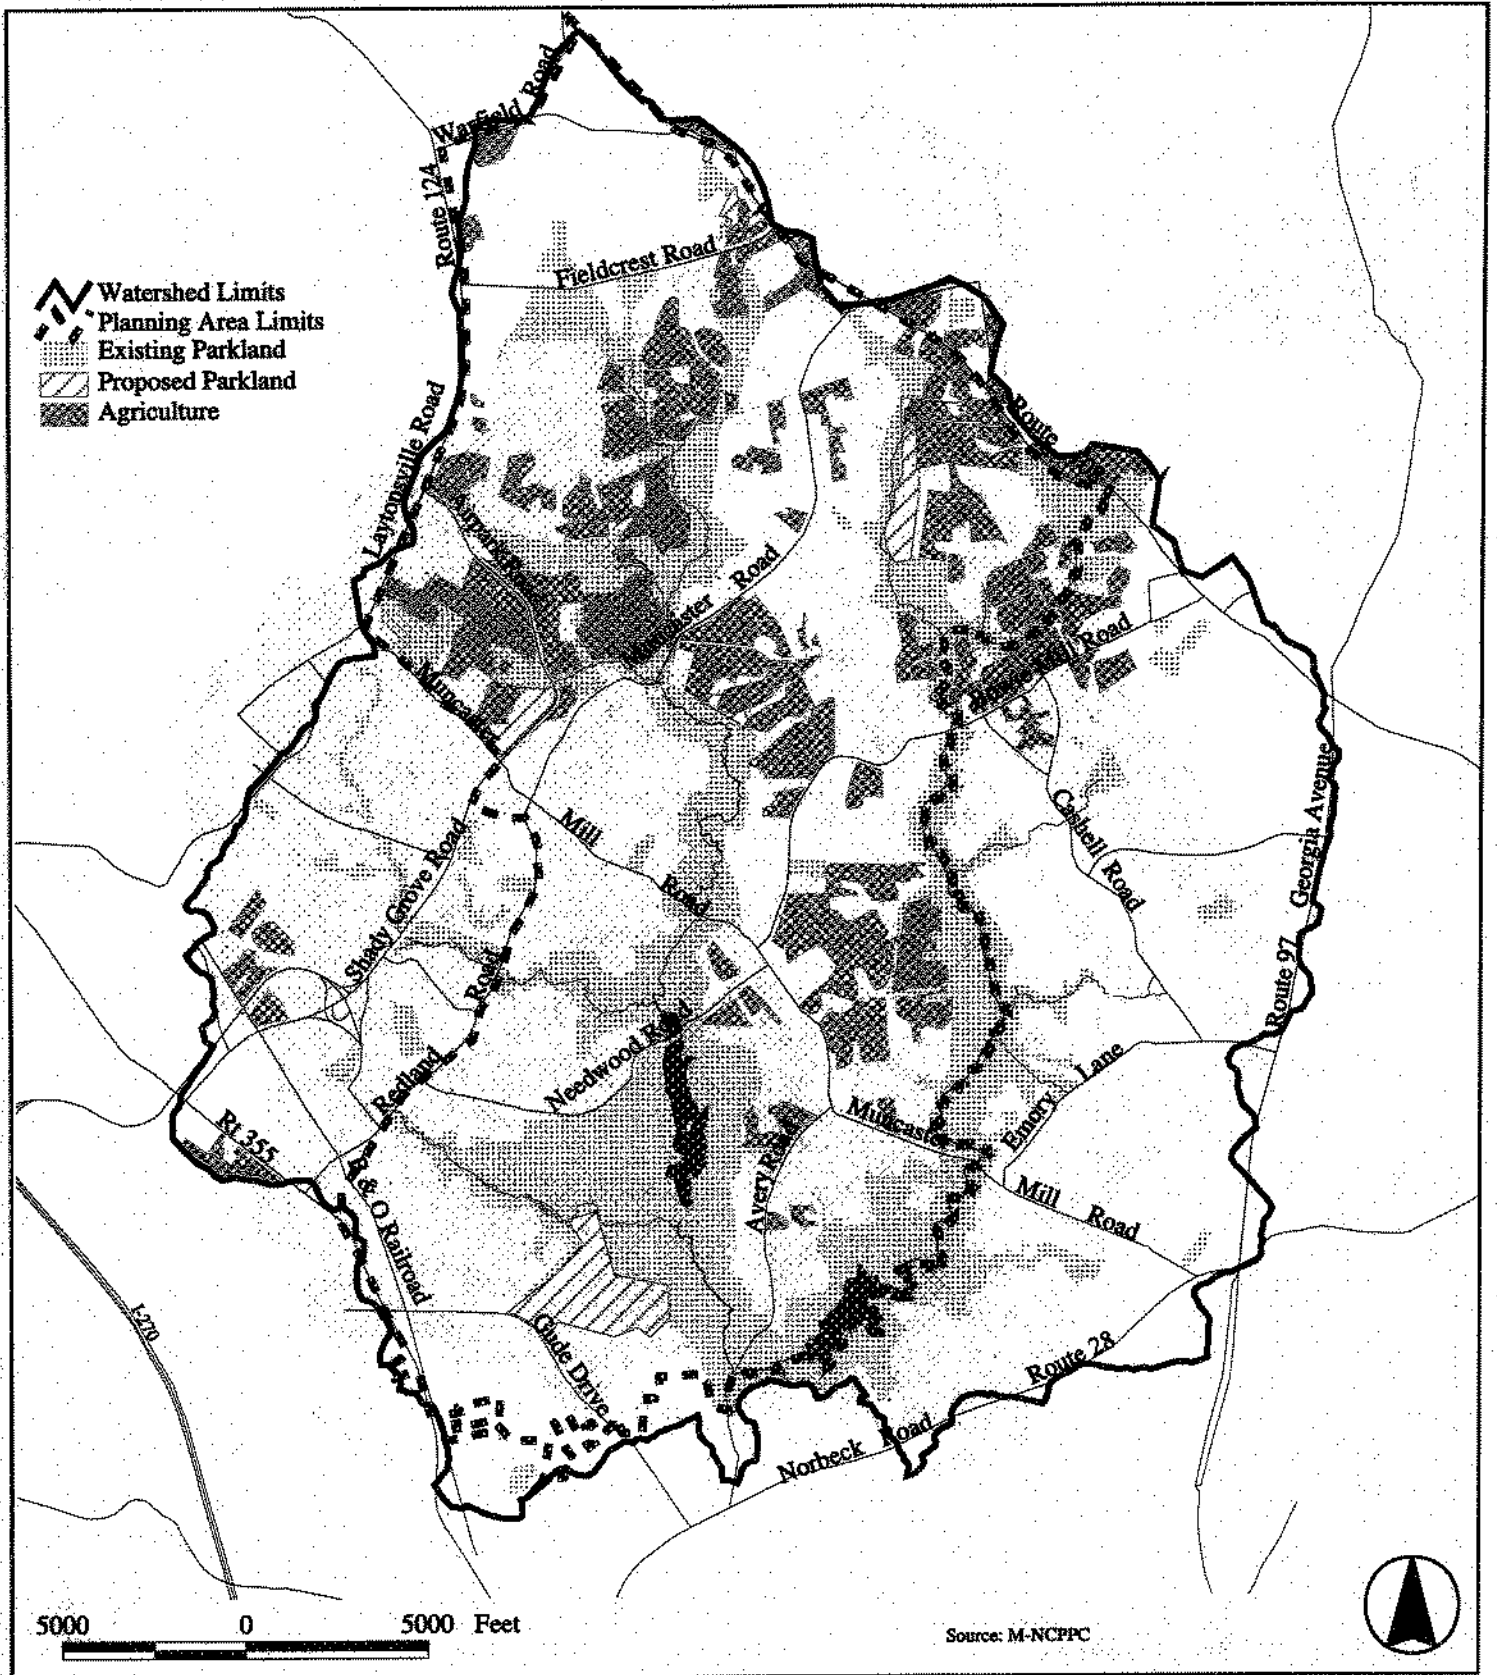 Warfield Road
Route 124
Fieldcrest Road
Watershed Limits
Planning Area Limits
Existing Parkland
Proposed Parkland
Agriculture
Laytonsville Road
Route
Road
Mill Road
Muncaster
Mill
Road
Cashell Road
Georgia Avenue
Shady Grove Road
Road
Redland
Needwood Road
Route 97
Emory Lane
Muncaster
Mill Road
Rt 355
Avery Road
B & O Railroad
I-270
Gude Drive
Route 28
Norbeck Road
5000 0 5000 Feet
Source: M-NCPPC